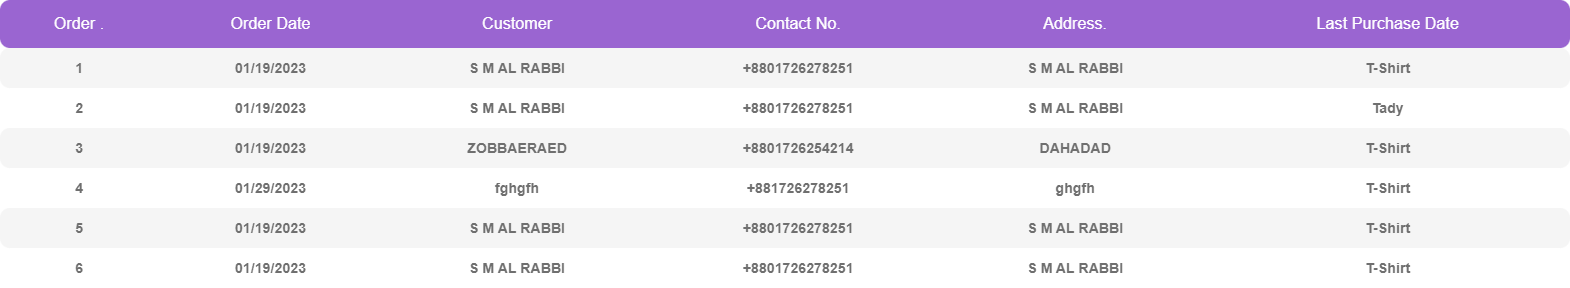 Order . Order Date Customer Contact No. Address. Last Purchase Date
1 01/19/2023 S M AL RABBI +8801726278251 S M AL RABBI T-Shirt
2 01/19/2023 S M AL RABBI +8801726278251 S M AL RABBI Tady
3 01/19/2023 ZOBBAERAED +8801726254214 DAHADAD T-Shirt
4 01/29/2023 fghgfh +881726278251 ghgfh T-Shirt
5 01/19/2023 S M AL RABBI +8801726278251 S M AL RABBI T-Shirt
6 01/19/2023 S M AL RABBI +8801726278251 S M AL RABBI T-Shirt